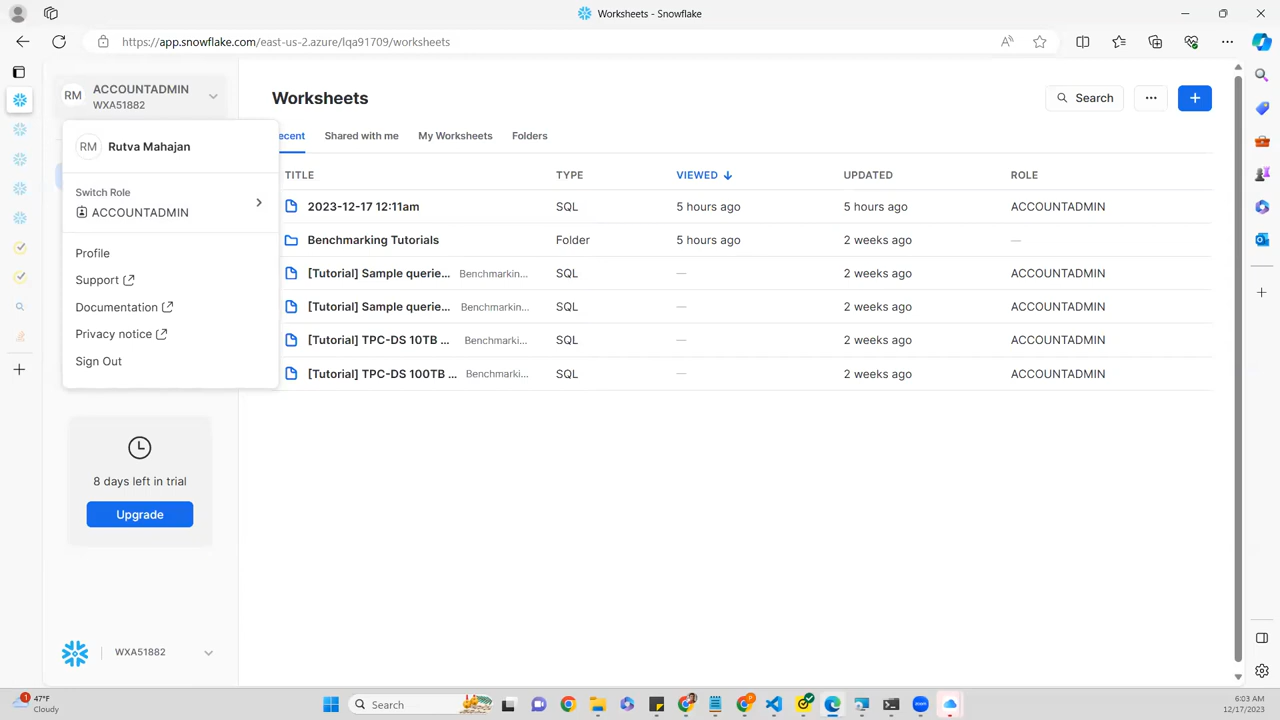 Worksheets - Snowflake
https://app.snowflake.com/east-us-2.azure/lqa91709/worksheets
RM
ACCOUNTADMIN
WXA51882
RM
Rutva Mahajan
Switch Role
ACCOUNTADMIN
Profile
Support
Documentation
Privacy notice
Sign Out
8 days left in trial
Upgrade
WXA51882
Worksheets
Search
ecent Shared with me My Worksheets Folders
TITLE TYPE VIEWED UPDATED ROLE
2023-12-17 12:11am SQL 5 hours ago 5 hours ago ACCOUNTADMIN
Benchmarking Tutorials Folder 5 hours ago 2 weeks ago —
[Tutorial] Sample querie... Benchmarkin... SQL — 2 weeks ago ACCOUNTADMIN
[Tutorial] Sample querie... Benchmarkin... SQL — 2 weeks ago ACCOUNTADMIN
[Tutorial] TPC-DS 10TB ... Benchmarki... SQL — 2 weeks ago ACCOUNTADMIN
[Tutorial] TPC-DS 100TB ... Benchmarki... SQL — 2 weeks ago ACCOUNTADMIN
1
47°F
Cloudy
Search
6:03 AM
12/17/2023